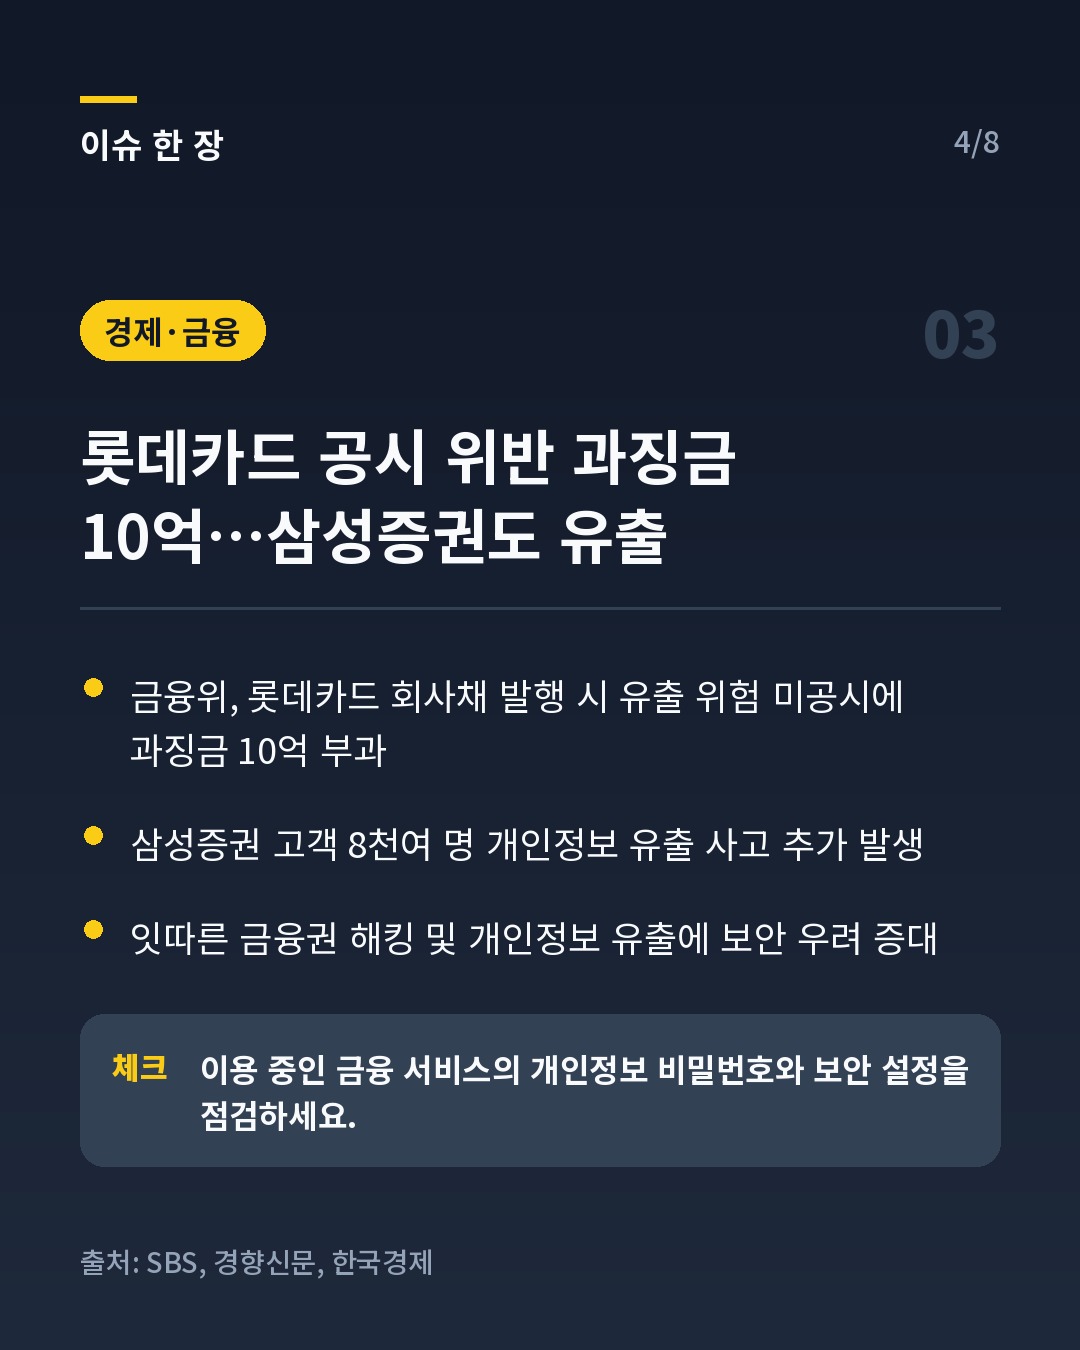 이슈 한 장
4/8
경제·금융
03
롯데카드 공시 위반 과징금
10억…삼성증권도 유출
금융위, 롯데카드 회사채 발행 시 유출 위험 미공시에
과징금 10억 부과
삼성증권 고객 8천여 명 개인정보 유출 사고 추가 발생
잇따른 금융권 해킹 및 개인정보 유출에 보안 우려 증대
체크
이용 중인 금융 서비스의 개인정보 비밀번호와 보안 설정을
점검하세요.
출처: SBS, 경향신문, 한국경제